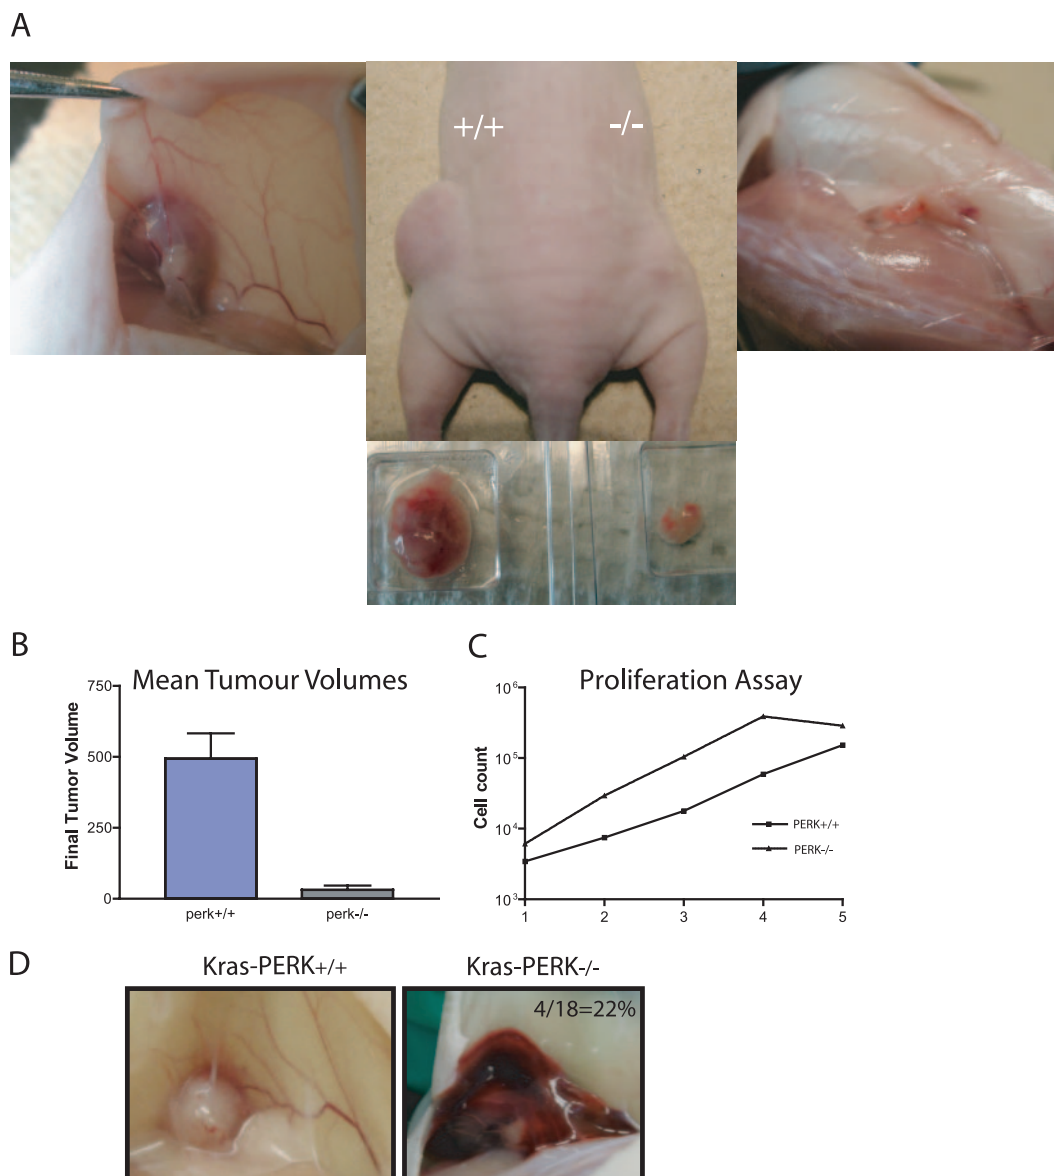 A
+/+
-/-
B
Mean Tumour Volumes
Final Tumor Volume
750
500
250
0
perk+/+
perk-/-
C
Proliferation Assay
Cell count
10⁶
10⁵
10⁴
10³
1 2 3 4 5
PERK+/+
PERK-/-
D
Kras-PERK+/+
Kras-PERK-/-
4/18=22%